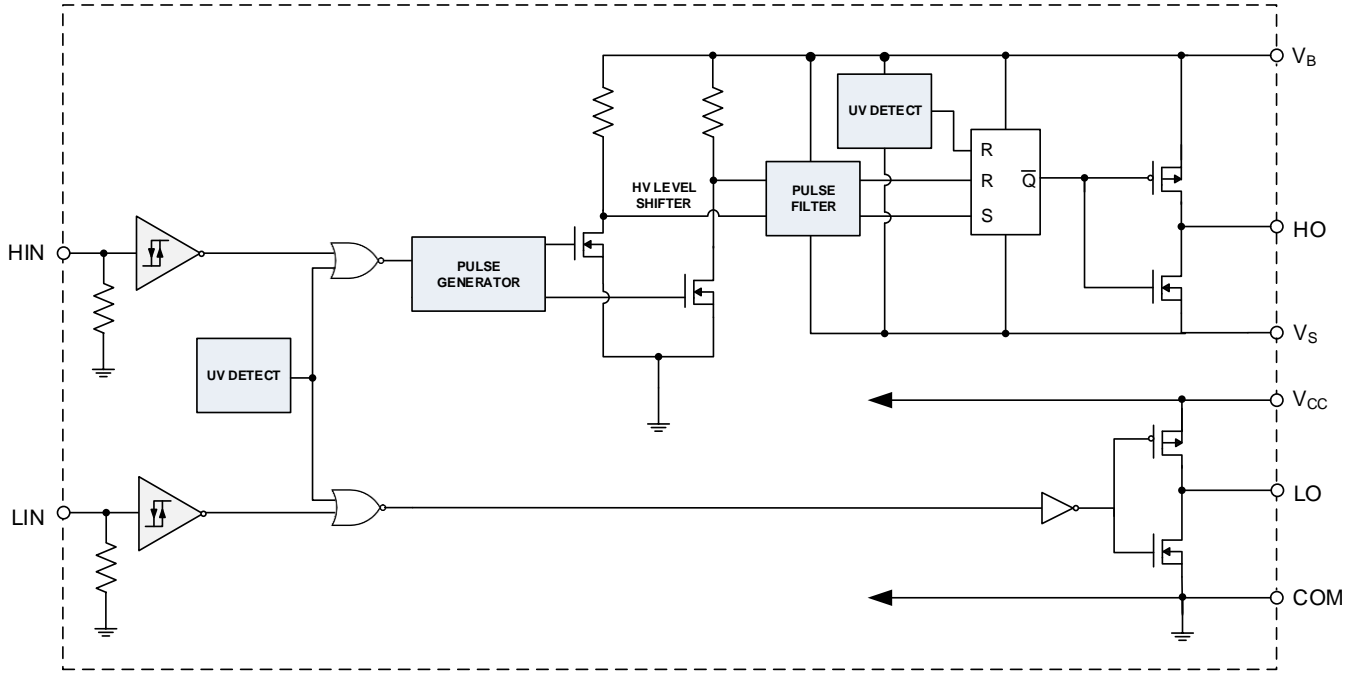 V_B
UV DETECT
R
HV LEVEL
SHIFTER
PULSE
FILTER
R
Q̅
S
HO
HIN
PULSE
GENERATOR
V_S
UV DETECT
V_CC
LO
LIN
COM